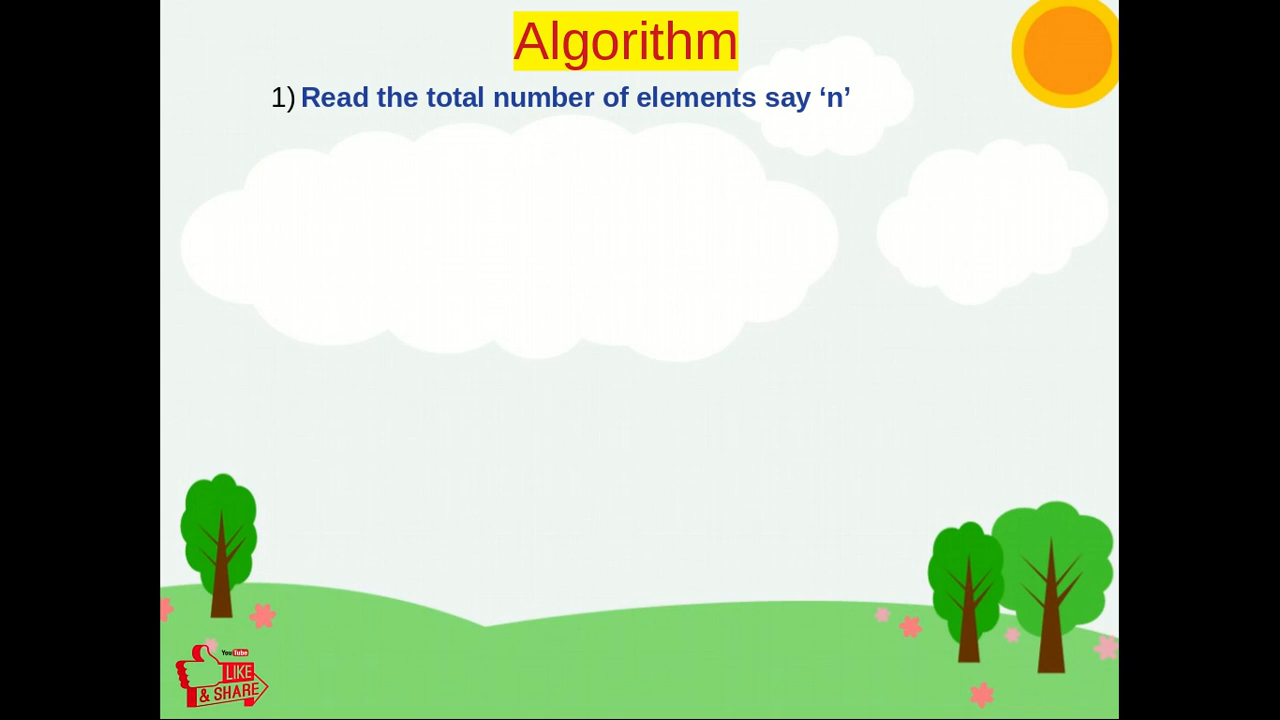 Algorithm
1) Read the total number of elements say ‘n’
YouTube
LIKE
& SHARE